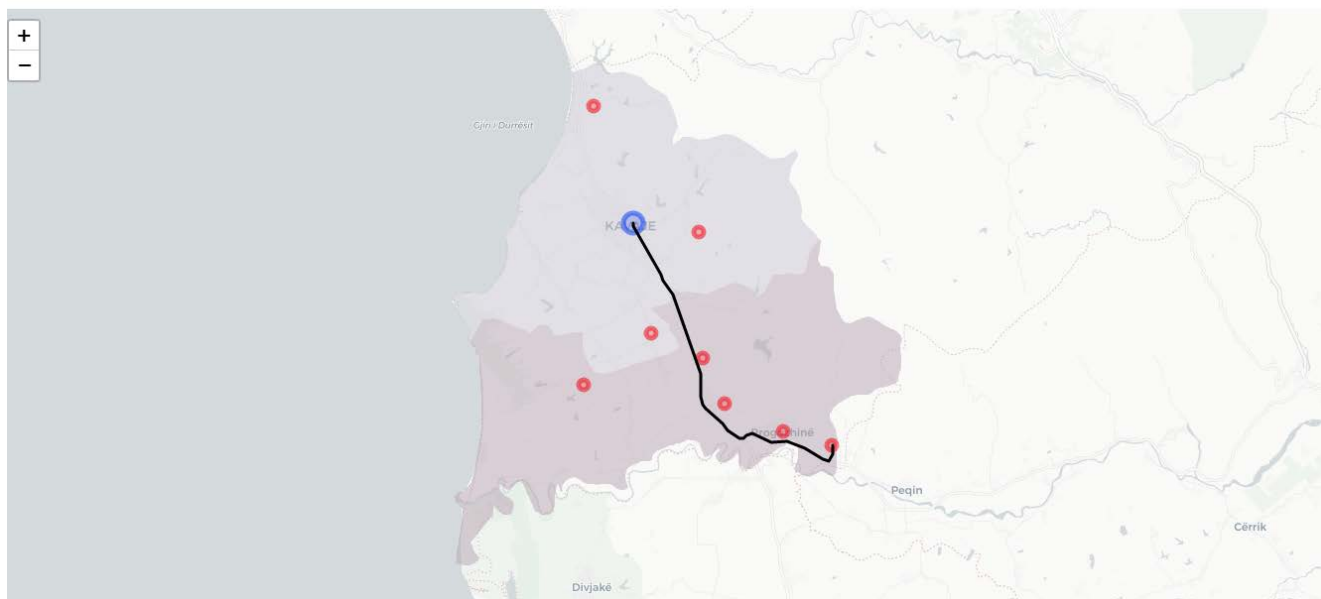 +
−
Gjiri i Durrësit
Peqin
Cërrik
Divjakë